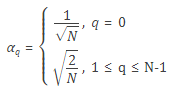 α_q = { 1/√N, q = 0
√(2/N), 1 ≤ q ≤ N-1